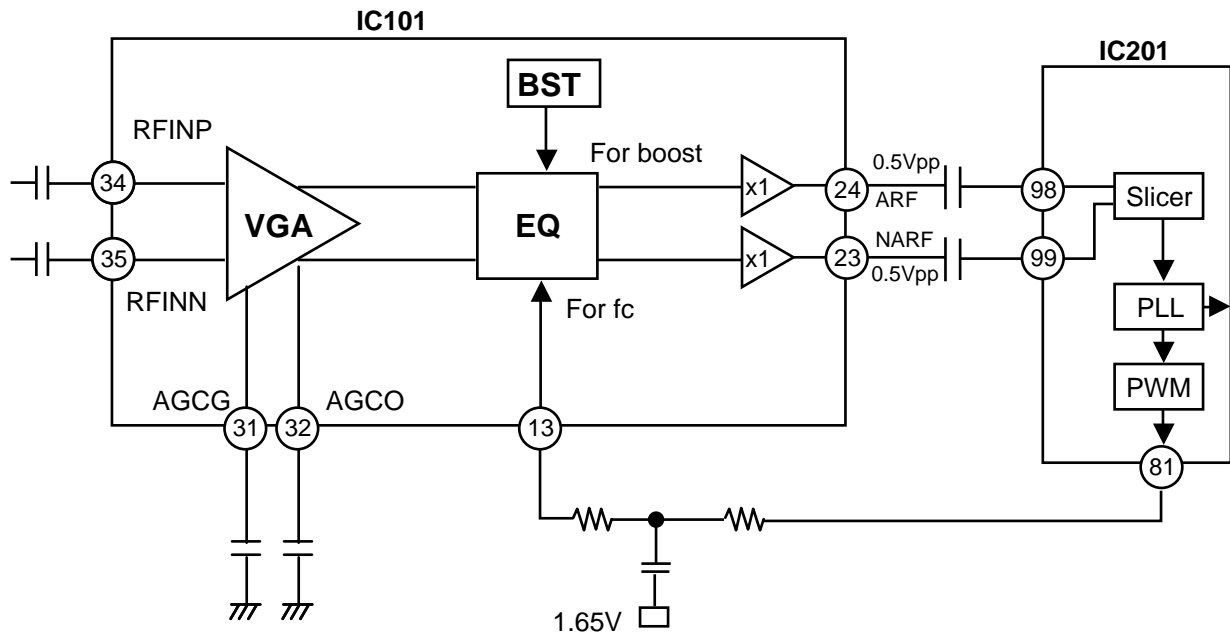 IC101
IC201
BST
RFINP
For boost
0.5Vpp
34
x1
24
98
Slicer
ARF
VGA
EQ
NARF
35
x1
23
99
0.5Vpp
RFINN
For fc
PLL
PWM
AGCG
AGCO
31
32
13
81
1.65V